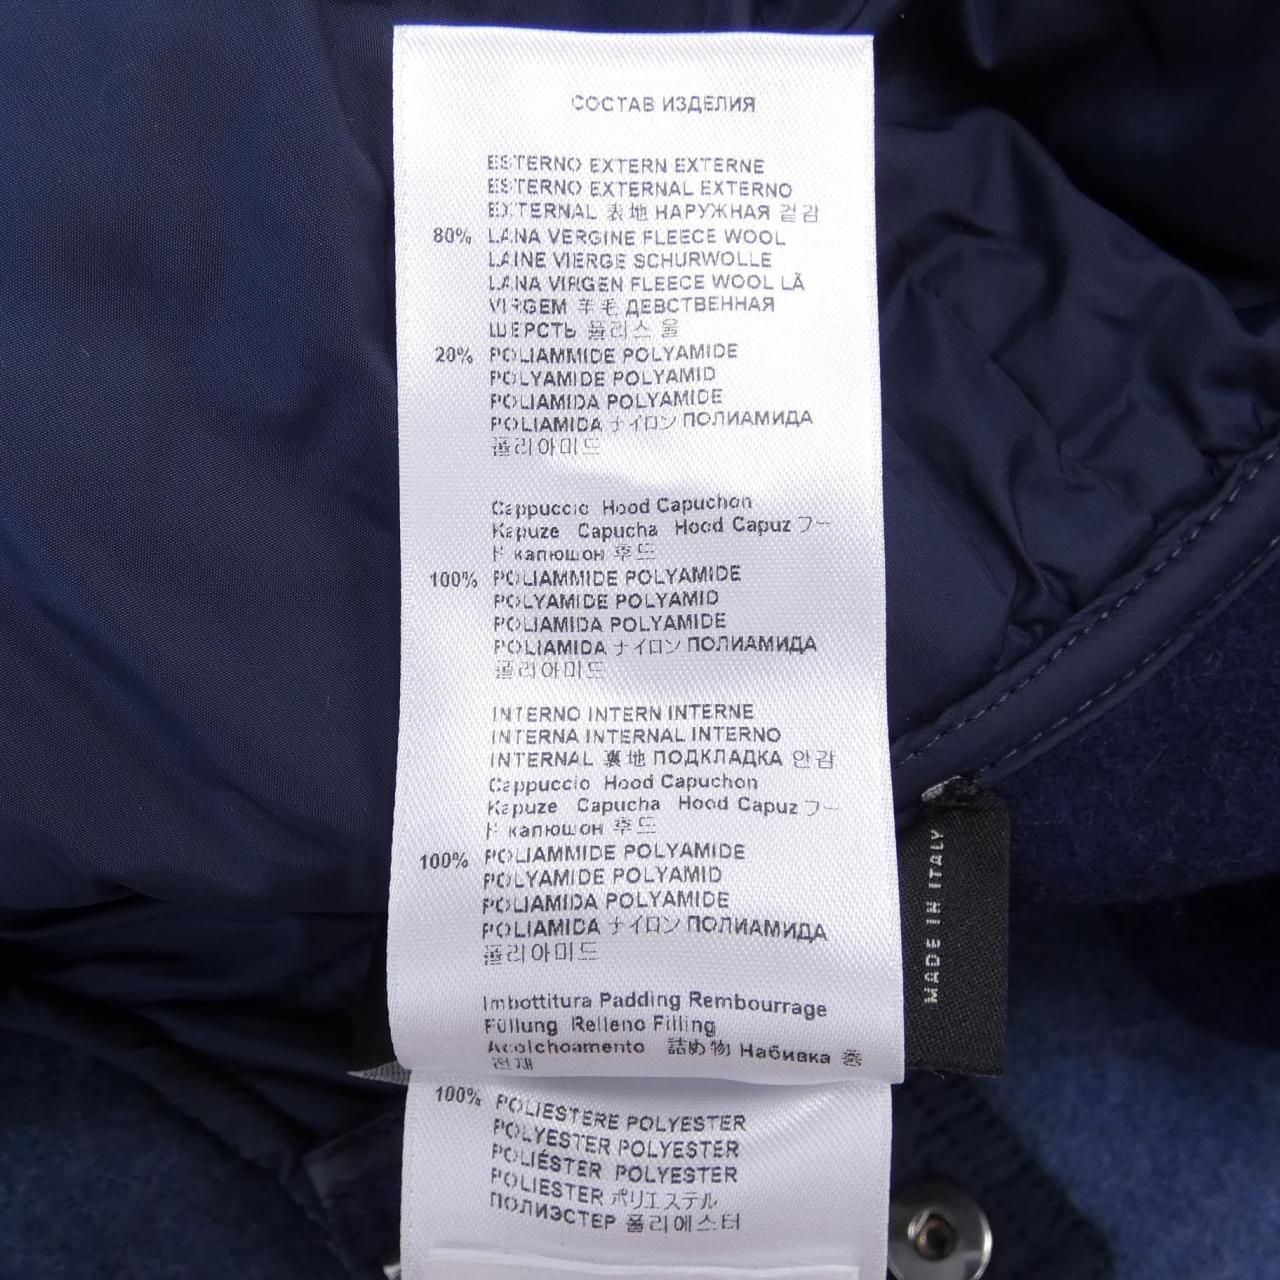 СОСТАВ ИЗДЕЛИЯ
ESTERNO EXTERN EXTERNE
ESTERNO EXTERNAL EXTERNO
EXTERNAL 表地 НАРУЖНАЯ 겉감
80% LANA VERGINE FLEECE WOOL
LAINE VIERGE SCHURWOLLE
LANA VIRGEN FLEECE WOOL LÃ
VIRGEM 羊毛 ДЕВСТВЕННАЯ
ШЕРСТЬ 플리스 울
20% POLIAMMIDE POLYAMIDE
POLYAMIDE POLYAMID
POLIAMIDA POLYAMIDE
POLIAMIDA ナイロン ПОЛИАМИДА
폴리아미드
Cappuccio Hood Capuchon
Kapuze Capucha Hood Capuz フー
ド капюшон 후드
100% POLIAMMIDE POLYAMIDE
POLYAMIDE POLYAMID
POLIAMIDA POLYAMIDE
POLIAMIDA ナイロン ПОЛИАМИДА
폴리아미드
INTERNO INTERN INTERNE
INTERNA INTERNAL INTERNO
INTERNAL 裏地 ПОДКЛАДКА 안감
Cappuccio Hood Capuchon
Kapuze Capucha Hood Capuz フー
ド капюшон 후드
100% POLIAMMIDE POLYAMIDE
POLYAMIDE POLYAMID
POLIAMIDA POLYAMIDE
POLIAMIDA ナイロン ПОЛИАМИДА
폴리아미드
Imbottitura Padding Rembourrage
Füllung Relleno Filling
Acolchoamento 詰め物 Набивка 충
전재
100% POLIESTERE POLYESTER
POLYESTER POLYESTER
POLIÉSTER POLYESTER
POLIESTER ポリエステル
ПОЛИЭСТЕР 폴리에스터
MADE IN ITALY